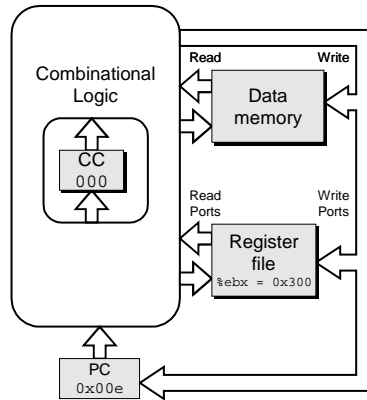 Read
Write
Combinational
Logic
Data
memory
CC
000
Read
Ports
Write
Ports
Register
file
%ebx = 0x300
PC
0x00e